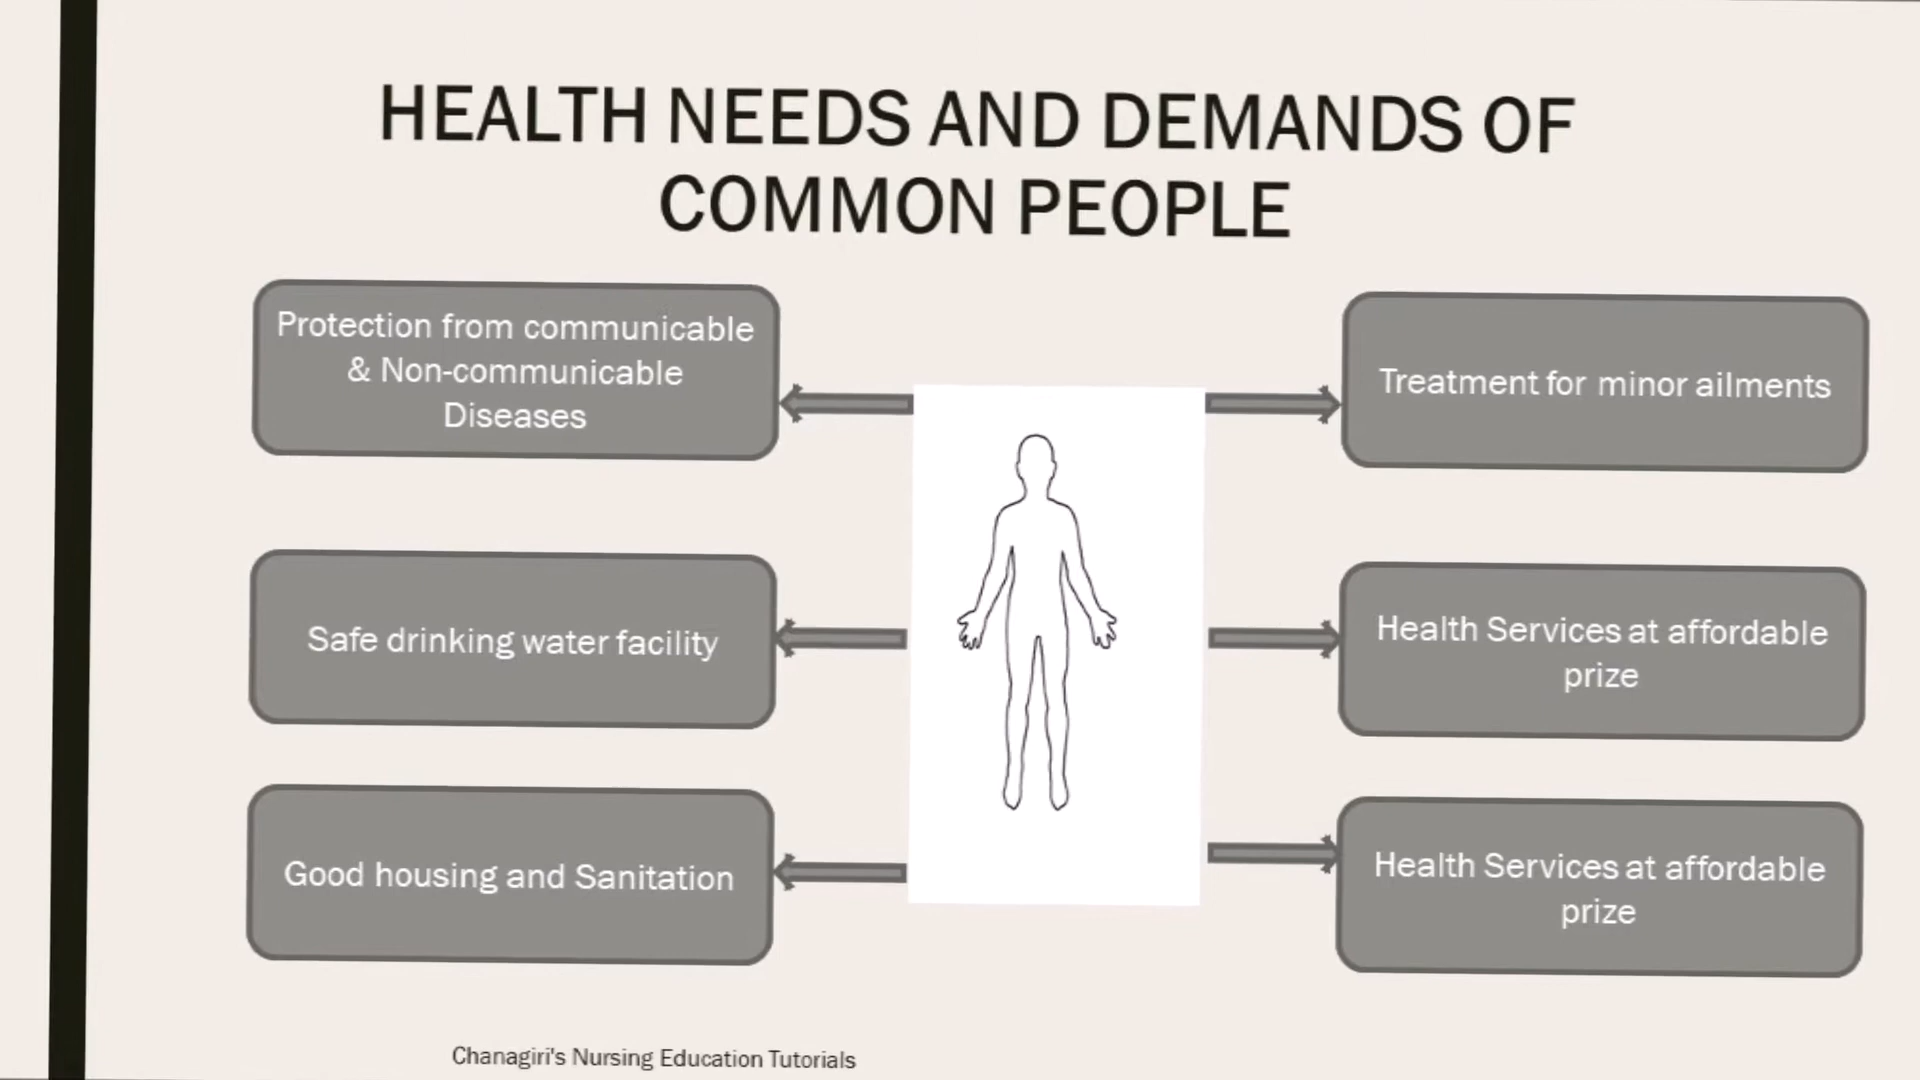 HEALTH NEEDS AND DEMANDS OF
COMMON PEOPLE
Protection from communicable
& Non-communicable
Diseases
Treatment for minor ailments
Safe drinking water facility
Health Services at affordable
prize
Good housing and Sanitation
Health Services at affordable
prize
Chanagiri's Nursing Education Tutorials